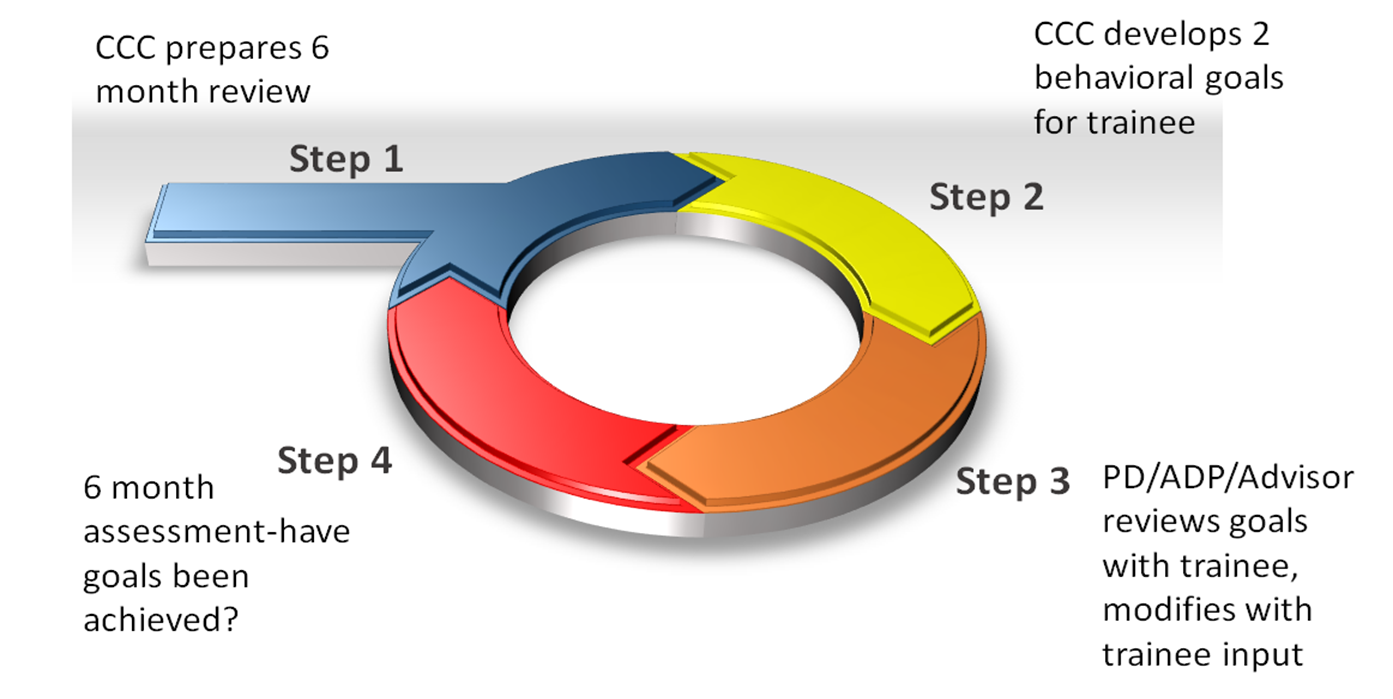 CCC prepares 6
month review
Step 1
CCC develops 2
behavioral goals
for trainee
Step 2
Step 3
PD/ADP/Advisor
reviews goals
with trainee,
modifies with
trainee input
Step 4
6 month
assessment-have
goals been
achieved?